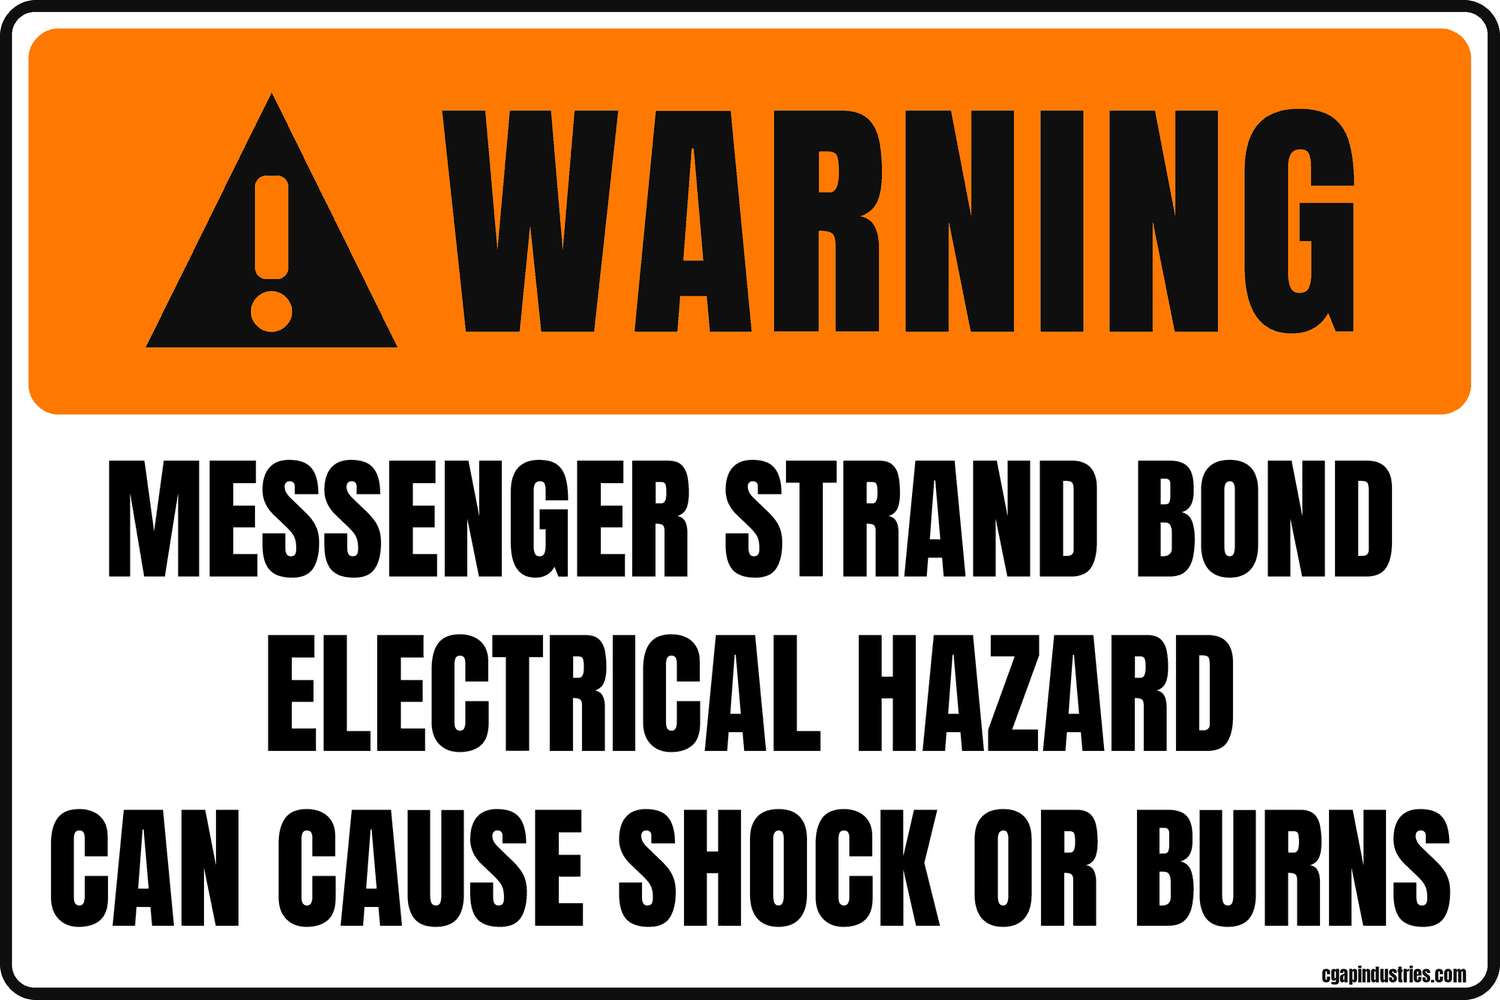 WARNING
MESSENGER STRAND BOND
ELECTRICAL HAZARD
CAN CAUSE SHOCK OR BURNS
cgapindustries.com